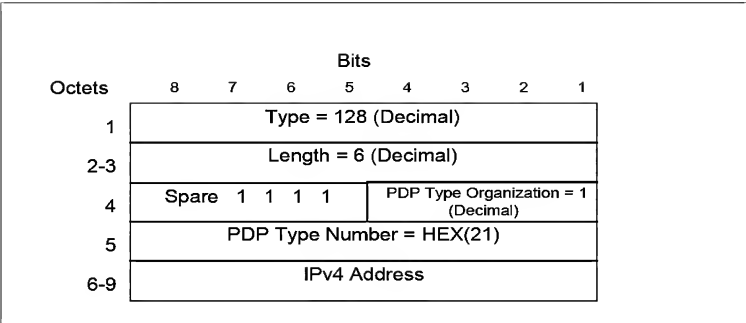 Bits
Octets 8 7 6 5 4 3 2 1
1 Type = 128 (Decimal)
2-3 Length = 6 (Decimal)
4 Spare 1 1 1 1 PDP Type Organization = 1
(Decimal)
5 PDP Type Number = HEX(21)
6-9 IPv4 Address